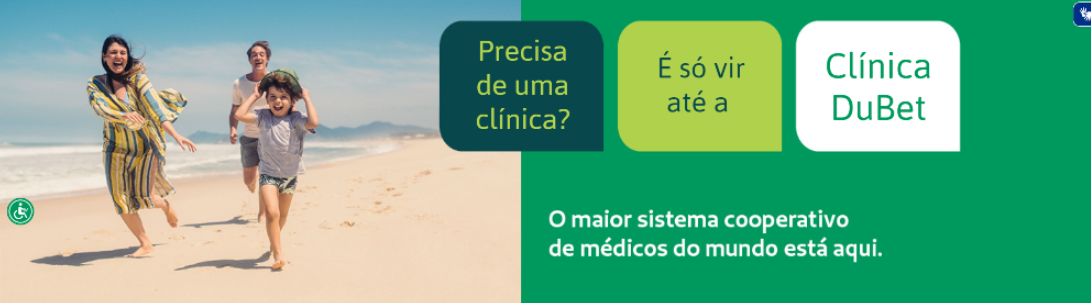 Precisa
de uma
clínica?
É só vir
até a
Clínica
DuBet
O maior sistema cooperativo
de médicos do mundo está aqui.